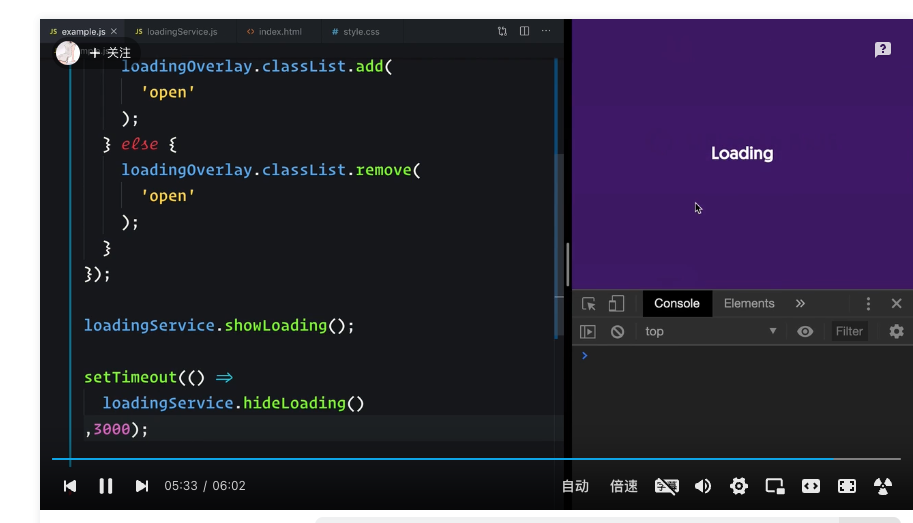 JS example.js × JS loadingService.js <> index.html # style.css ...
+ 关注
loadingOverlay.classList.add(
'open'
);
} else {
loadingOverlay.classList.remove(
'open'
);
}
});
loadingService.showLoading();
setTimeout(() ⇒
loadingService.hideLoading()
,3000);
Loading
Console Elements »
top Filter
>
05:33 / 06:02 自动 倍速 字幕